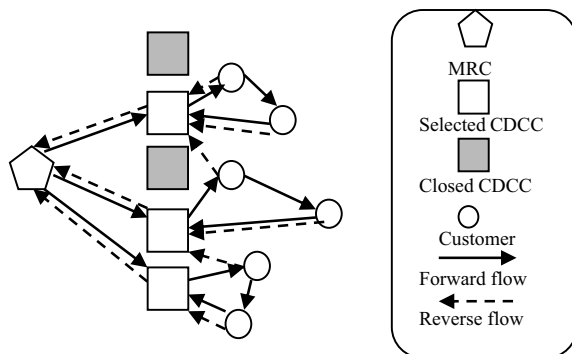 MRC
Selected CDCC
Closed CDCC
Customer
Forward flow
Reverse flow